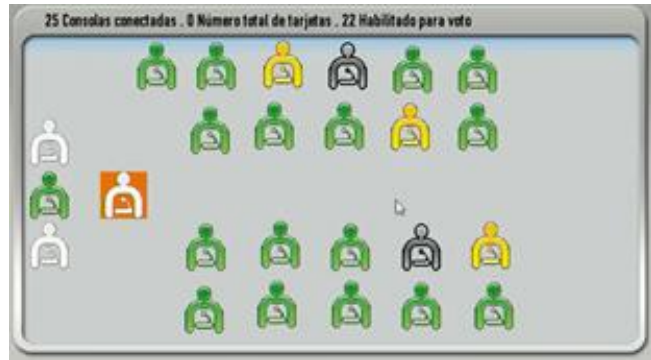 25 Consolas conectadas . 0 Número total de tarjetas . 22 Habilitado para voto